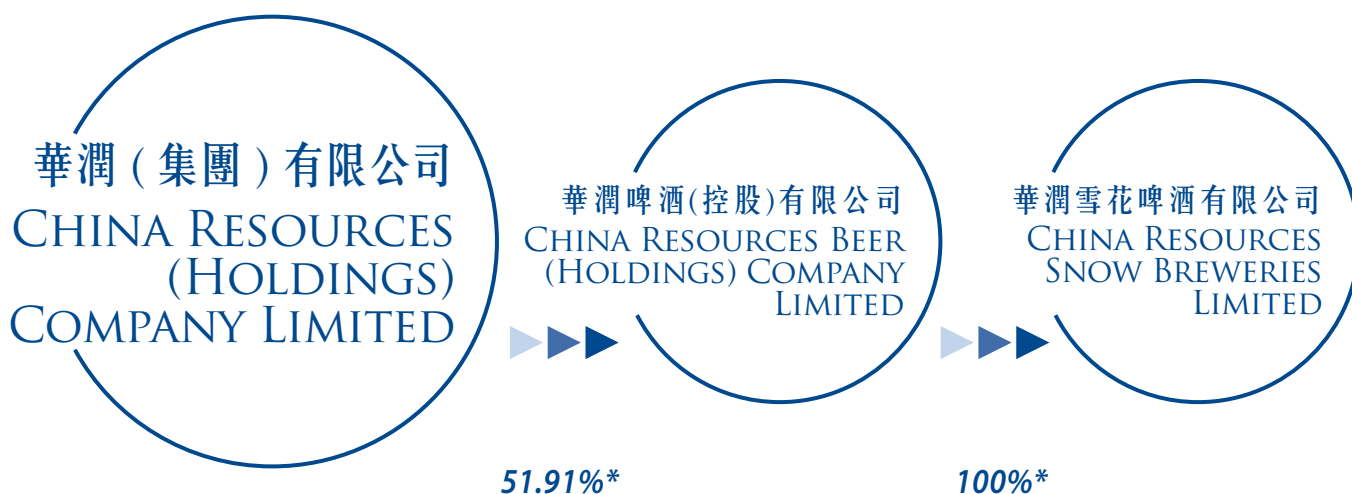 華潤(集團)有限公司
CHINA RESOURCES
(HOLDINGS)
COMPANY LIMITED
華潤啤酒(控股)有限公司
CHINA RESOURCES BEER
(HOLDINGS) COMPANY
LIMITED
華潤雪花啤酒有限公司
CHINA RESOURCES
SNOW BREWERIES
LIMITED
51.91%*
100%*